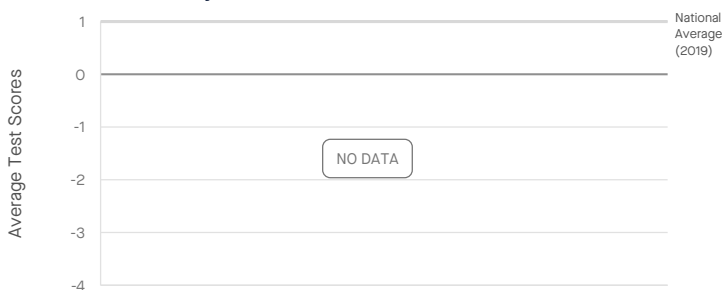 1
National
Average
(2019)
0
-1
NO DATA
-2
-3
-4
Average Test Scores